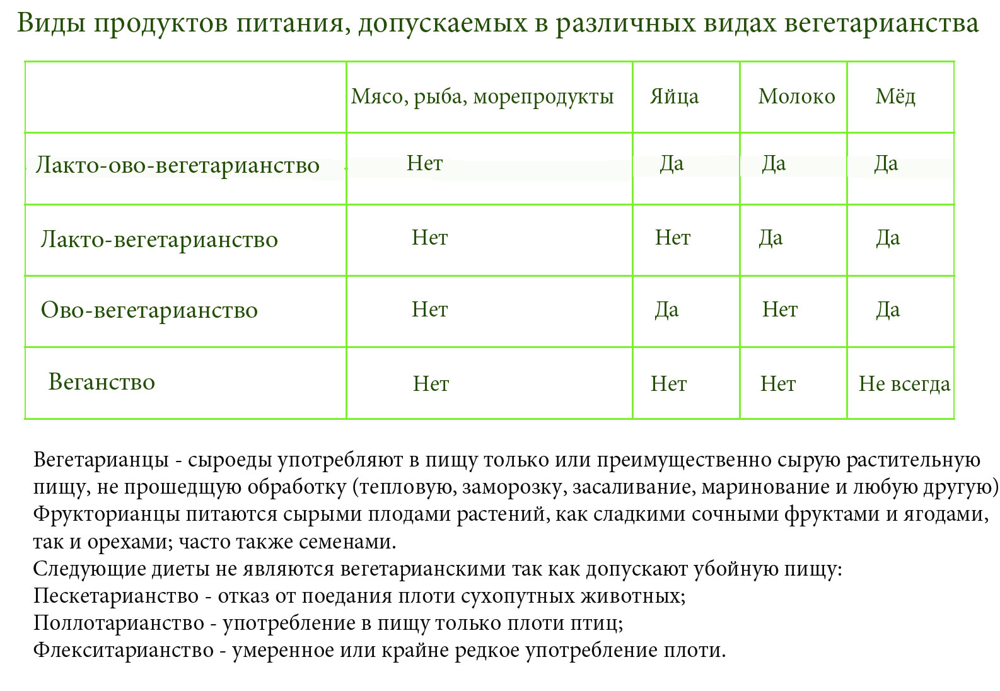 Виды продуктов питания, допускаемых в различных видах вегетарианства
Мясо, рыба, морепродукты Яйца Молоко Мёд
Лакто-ово-вегетарианство Нет Да Да Да
Лакто-вегетарианство Нет Нет Да Да
Ово-вегетарианство Нет Да Нет Да
Веганство Нет Нет Нет Не всегда
Вегетарианцы - сыроеды употребляют в пищу только или преимущественно сырую растительную
пищу, не прошедщую обработку (тепловую, заморозку, засаливание, маринование и любую другую)
Фрукторианцы питаются сырыми плодами растений, как сладкими сочными фруктами и ягодами,
так и орехами; часто также семенами.
Следующие диеты не являются вегетарианскими так как допускают убойную пищу:
Пескетарианство - отказ от поедания плоти сухопутных животных;
Поллотарианство - употребление в пищу только плоти птиц;
Флекситарианство - умеренное или крайне редкое употребление плоти.